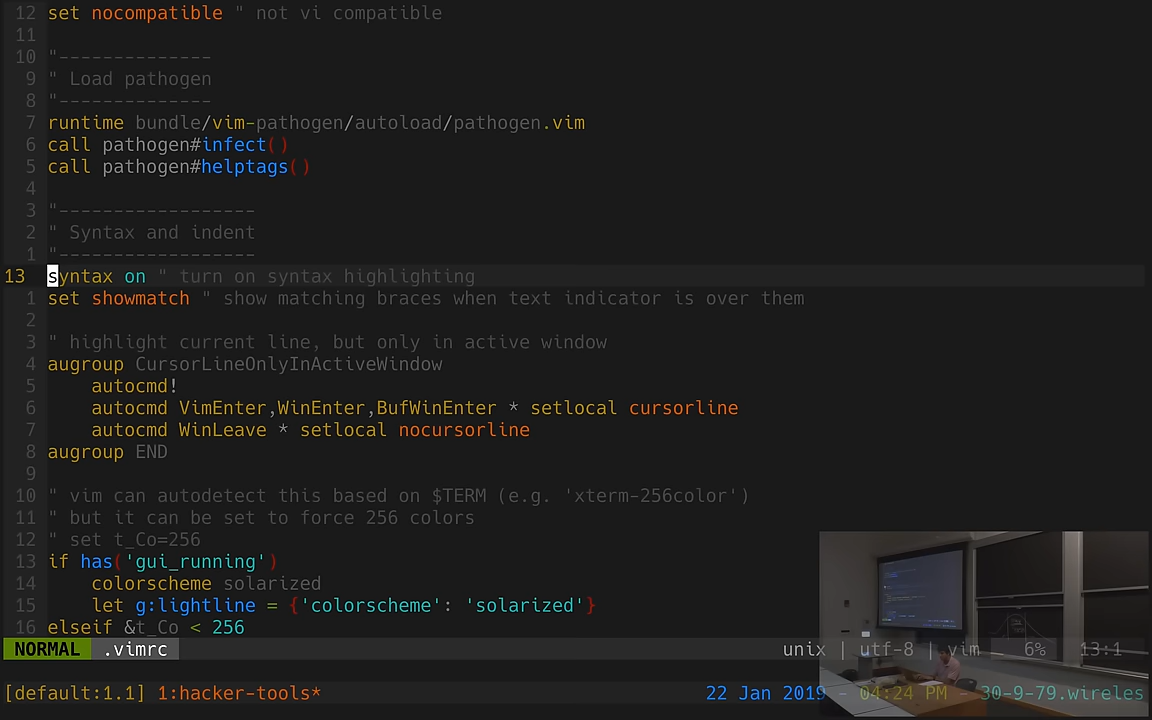 12 set nocompatible " not vi compatible
11
10 "--------------
9 " Load pathogen
8 "--------------
7 runtime bundle/vim-pathogen/autoload/pathogen.vim
6 call pathogen#infect()
5 call pathogen#helptags()
4
3 "------------------
2 " Syntax and indent
1 "------------------
13 syntax on " turn on syntax highlighting
1 set showmatch " show matching braces when text indicator is over them
2
3 " highlight current line, but only in active window
4 augroup CursorLineOnlyInActiveWindow
5 autocmd!
6 autocmd VimEnter,WinEnter,BufWinEnter * setlocal cursorline
7 autocmd WinLeave * setlocal nocursorline
8 augroup END
9
10 " vim can autodetect this based on $TERM (e.g. 'xterm-256color')
11 " but it can be set to force 256 colors
12 " set t_Co=256
13 if has('gui_running')
14 colorscheme solarized
15 let g:lightline = {'colorscheme': 'solarized'}
16 elseif &t_Co < 256
NORMAL .vimrc unix | utf-8 | vim 6% 13:1
[default:1.1] 1:hacker-tools* 22 Jan 2019 - 04:24 PM - 30-9-79.wireles